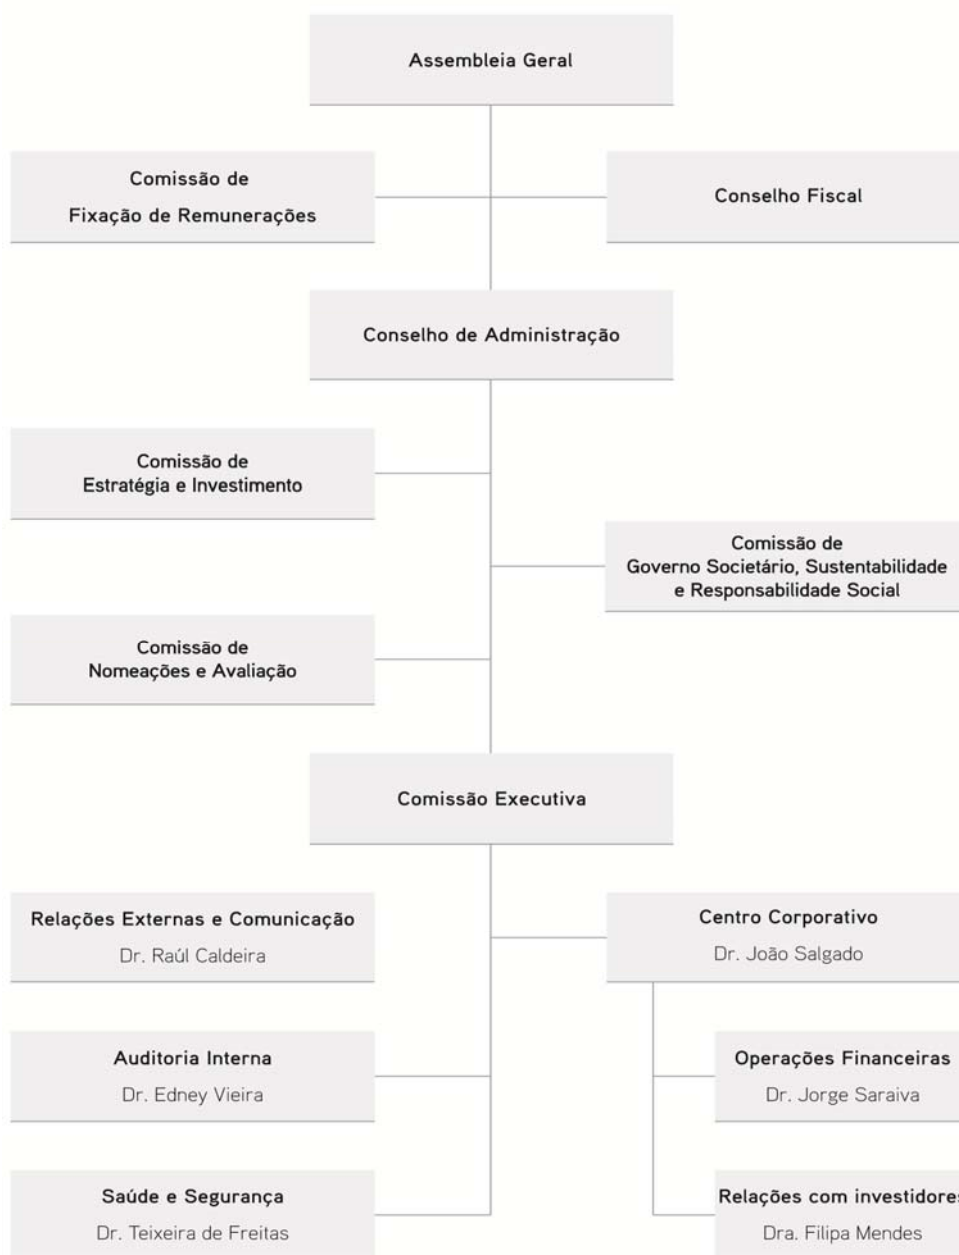 Assembleia Geral
Comissão de
Fixação de Remunerações
Conselho Fiscal
Conselho de Administração
Comissão de
Estratégia e Investimento
Comissão de
Governo Societário, Sustentabilidade
e Responsabilidade Social
Comissão de
Nomeações e Avaliação
Comissão Executiva
Relações Externas e Comunicação
Dr. Raúl Caldeira
Centro Corporativo
Dr. João Salgado
Auditoria Interna
Dr. Edney Vieira
Operações Financeiras
Dr. Jorge Saraiva
Saúde e Segurança
Dr. Teixeira de Freitas
Relações com investidores
Dra. Filipa Mendes